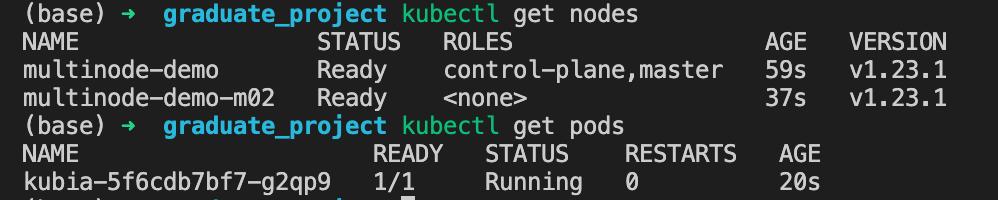 (base) → graduate_project kubectl get nodes
NAME STATUS ROLES AGE VERSION
multinode-demo Ready control-plane,master 59s v1.23.1
multinode-demo-m02 Ready <none> 37s v1.23.1
(base) → graduate_project kubectl get pods
NAME READY STATUS RESTARTS AGE
kubia-5f6cdb7bf7-g2qp9 1/1 Running 0 20s